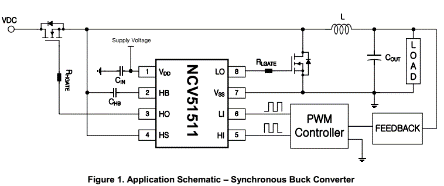 VDC
Supply Voltage
L
RLGATE
CIN
CHB
NCV51511
1 VDD
2 HB
3 HO
4 HS
LO 8
VSS 7
LI 6
HI 5
RLGATE
COUT
LOAD
PWM
Controller
FEEDBACK
Figure 1. Application Schematic – Synchronous Buck Converter